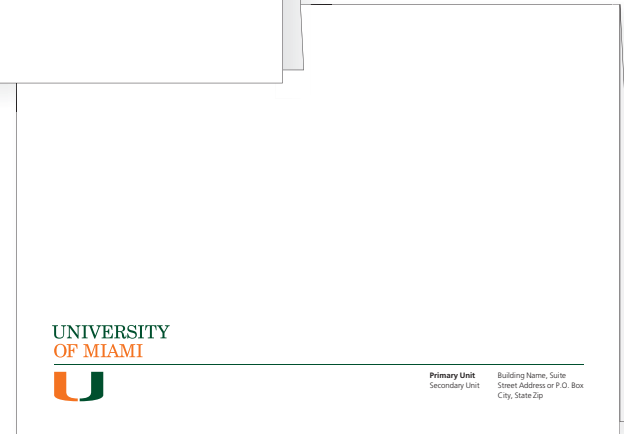 UNIVERSITY
OF MIAMI
U
Primary Unit
Secondary Unit
Building Name, Suite
Street Address or P.O. Box
City, State Zip